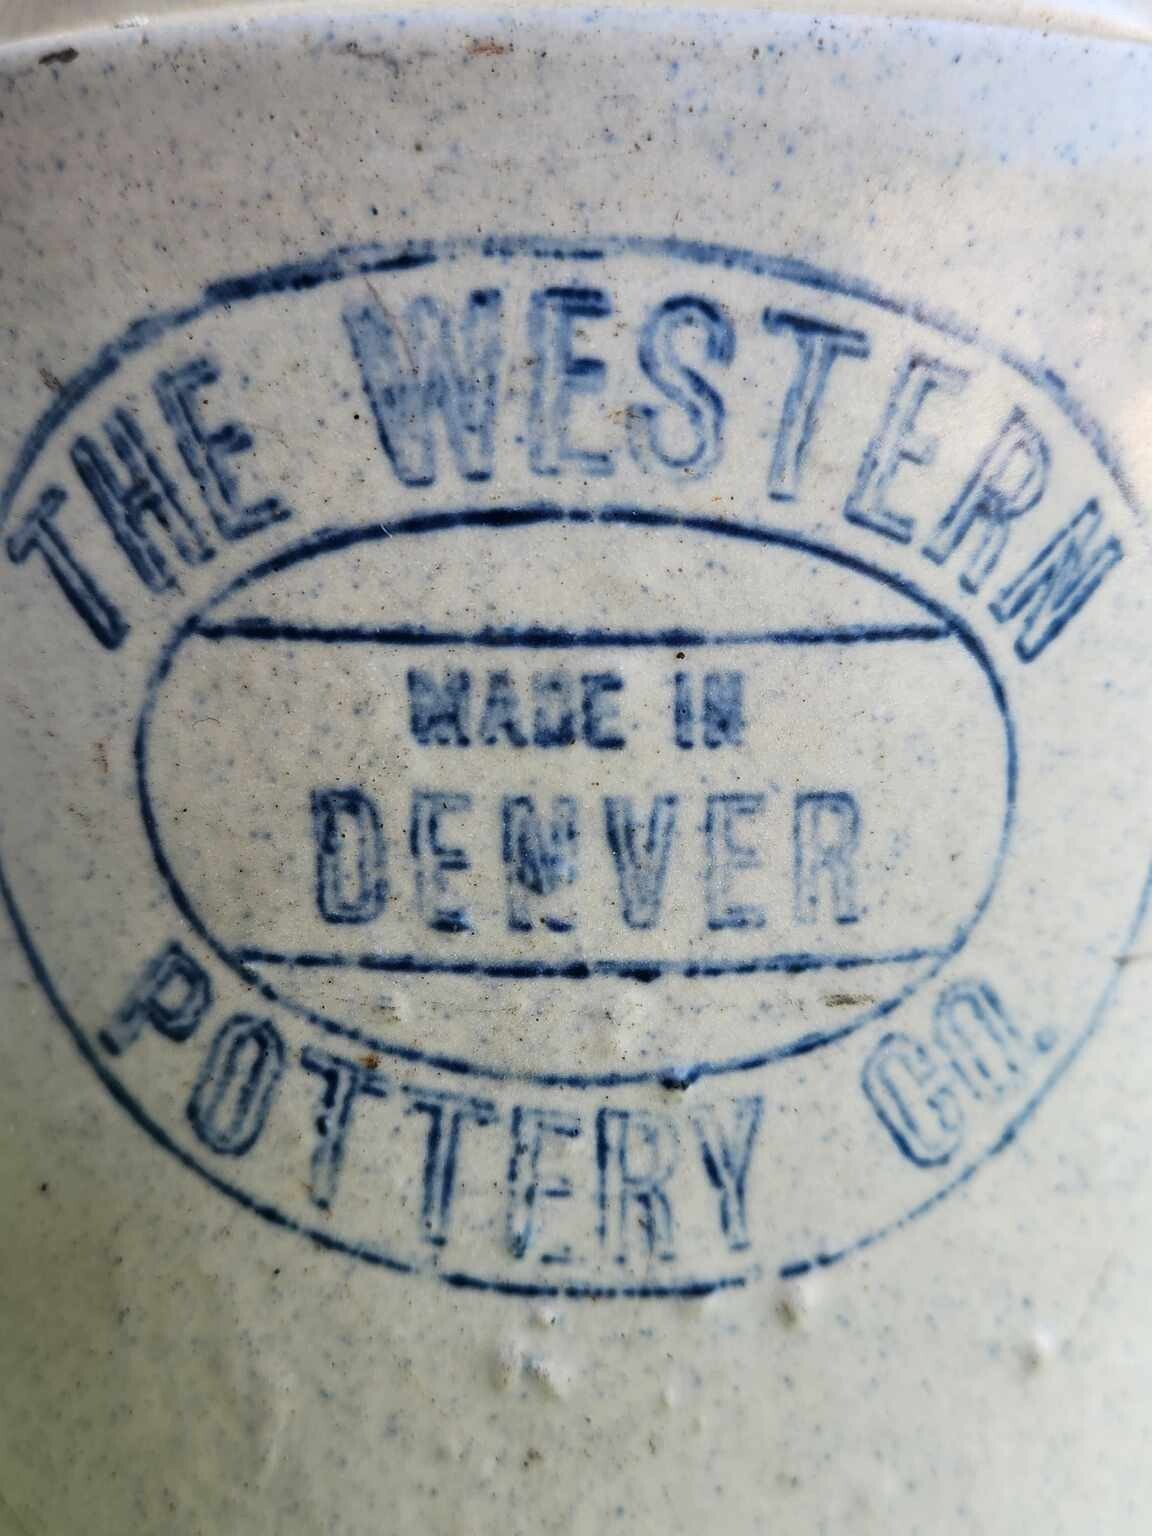 THE WESTERN
MADE IN
DENVER
POTTERY CO.